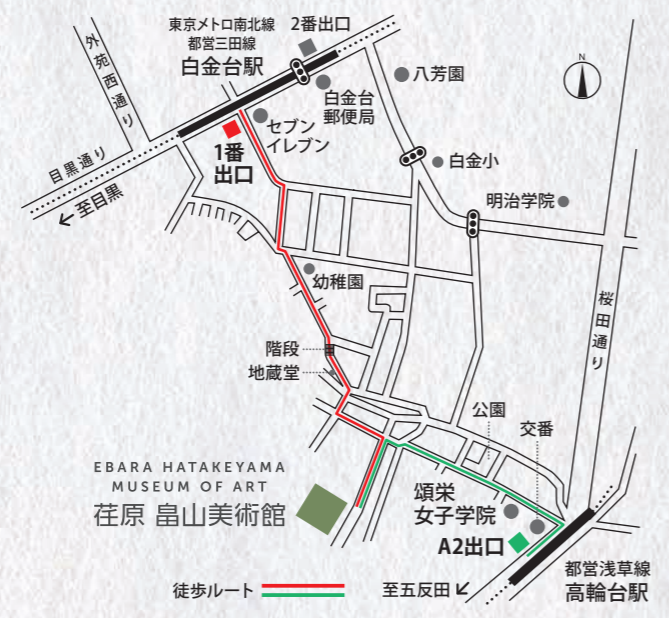 東京メトロ南北線
都営三田線
白金台駅
2番出口
外苑西通り
八芳園
N
白金台
郵便局
セブン
イレブン
1番
出口
目黒通り
至目黒
白金小
明治学院
幼稚園
桜田通り
階段
地蔵堂
公園
交番
EBARA HATAKEYAMA
MUSEUM OF ART
荏原 畠山美術館
頌栄
女子学院
A2出口
都営浅草線
高輪台駅
徒歩ルート
至五反田